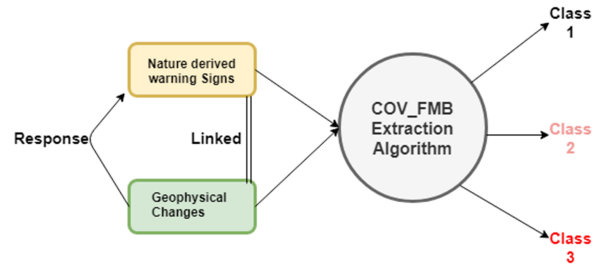 Class
1
Nature derived
warning Signs
COV_FMB
Extraction
Algorithm
Response
Linked
Class
2
Geophysical
Changes
Class
3